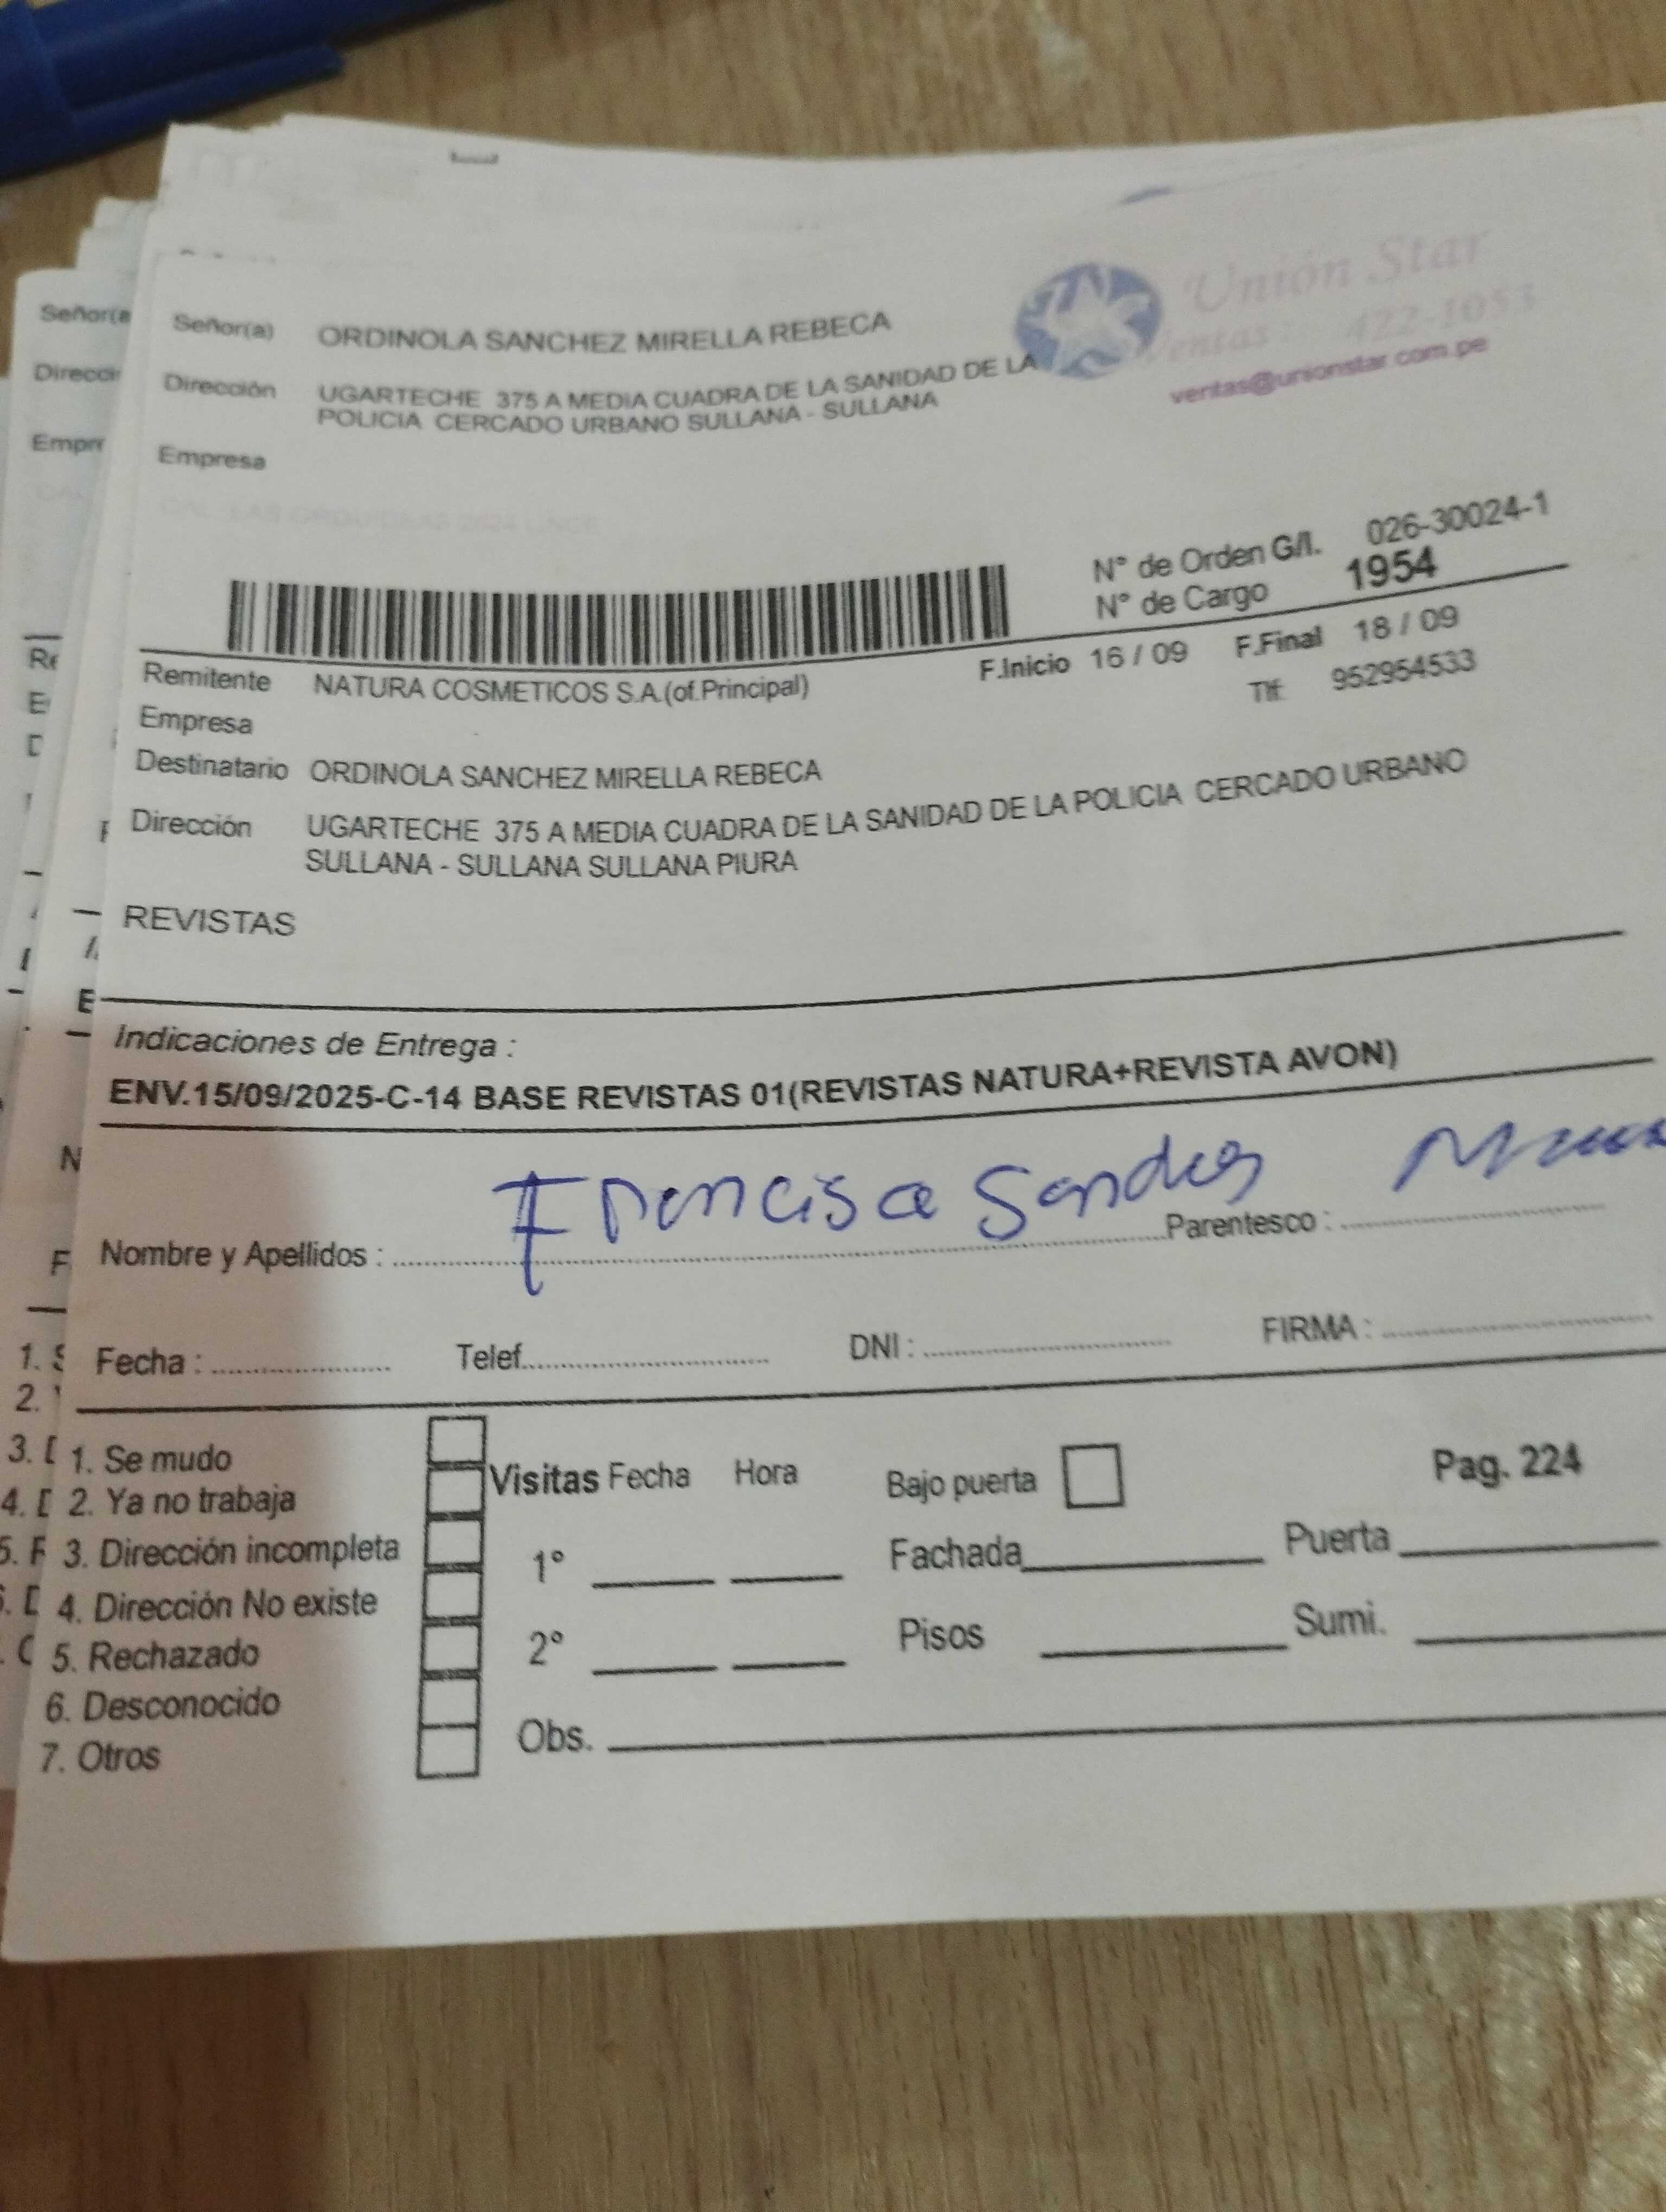 Señor(a) ORDINOLA SANCHEZ MIRELLA REBECA
Unión Star
Ventas 422-1053
ventas@unionstar.com.pe
Dirección UGARTECHE 375 A MEDIA CUADRA DE LA SANIDAD DE LA
POLICIA CERCADO URBANO SULLANA - SULLANA
Empresa
N° de Orden G/I. 026-30024-1
N° de Cargo 1954
F.Inicio 16 / 09 F.Final 18 / 09
Remitente NATURA COSMETICOS S.A.(of.Principal) Tlf: 952954533
Empresa
Destinatario ORDINOLA SANCHEZ MIRELLA REBECA
Dirección UGARTECHE 375 A MEDIA CUADRA DE LA SANIDAD DE LA POLICIA CERCADO URBANO
SULLANA - SULLANA SULLANA PIURA
REVISTAS
Indicaciones de Entrega :
ENV.15/09/2025-C-14 BASE REVISTAS 01(REVISTAS NATURA+REVISTA AVON)
Nombre y Apellidos : Parentesco :
Fecha : Telef. DNI : FIRMA :
1. Se mudo
2. Ya no trabaja
3. Dirección incompleta
4. Dirección No existe
5. Rechazado
6. Desconocido
7. Otros
Visitas Fecha Hora
1°
2°
Obs.
Bajo puerta
Fachada Puerta
Pisos Sumi.
Pag. 224
Señor(a
Empr